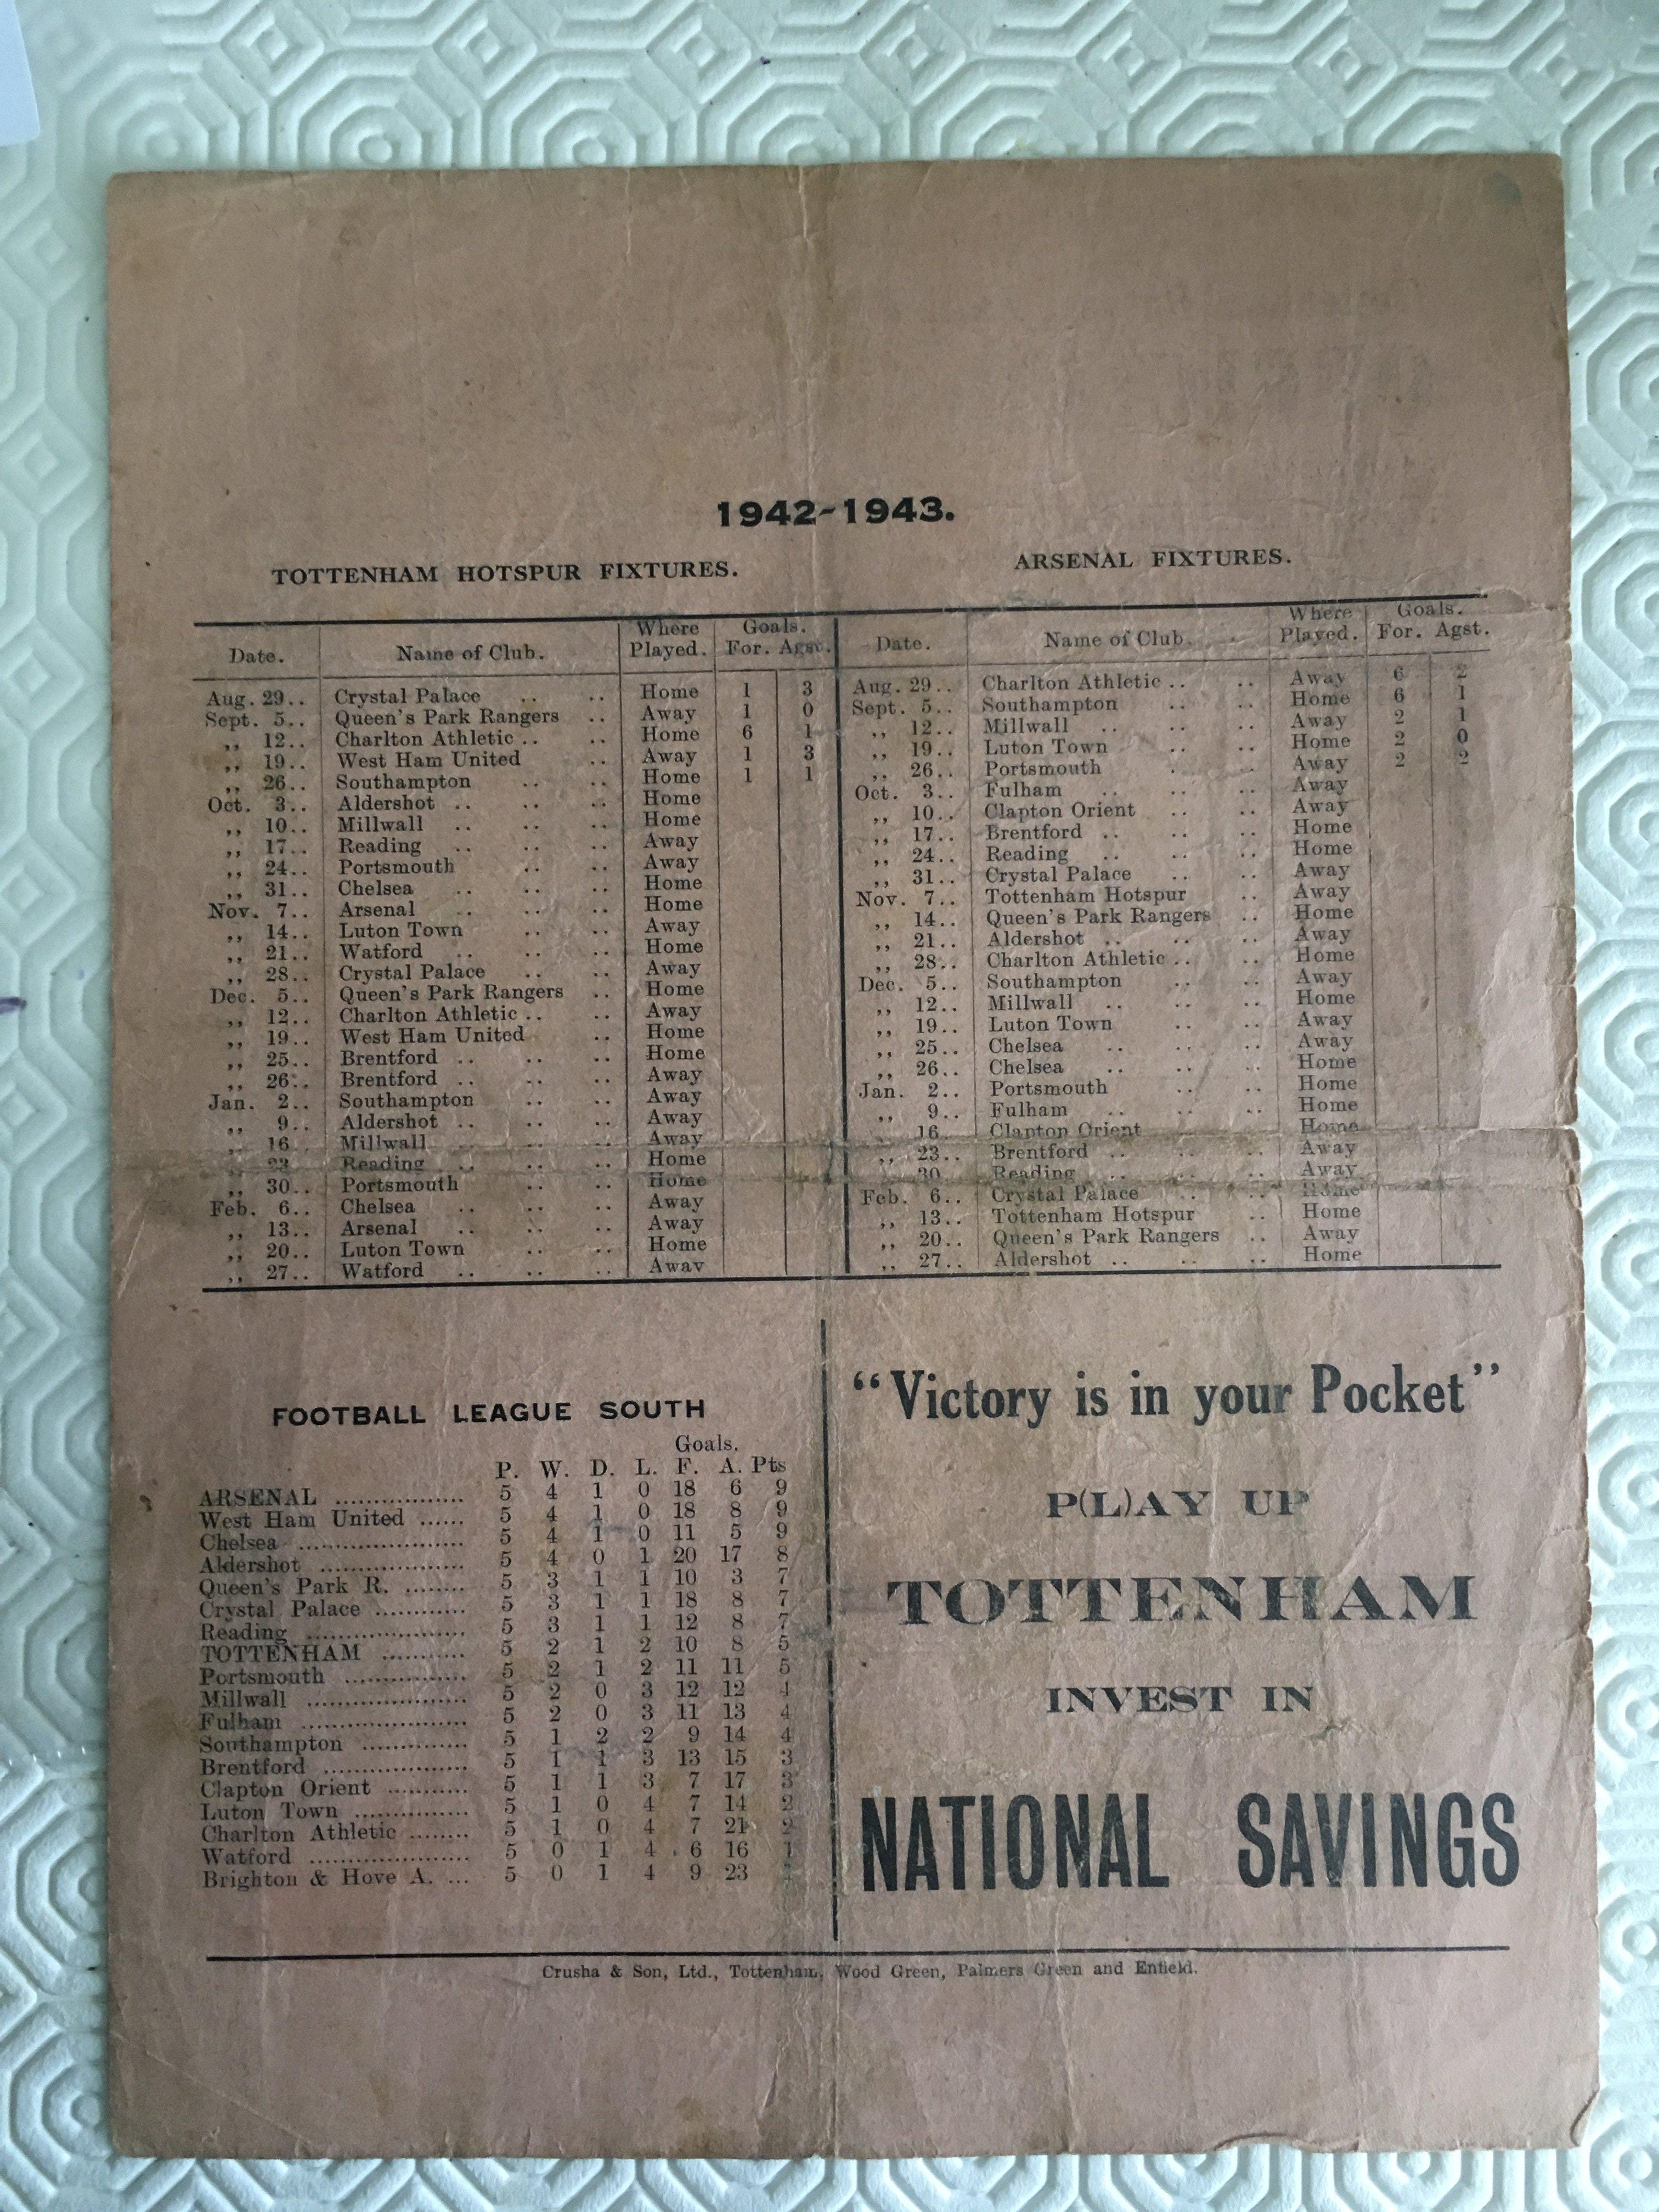 1942-1943.
TOTTENHAM HOTSPUR FIXTURES.
Date. Name of Club. Where Played. Goals. For. Agst.
Aug. 29.. Crystal Palace .. .. Home 1 3
Sept. 5.. Queen's Park Rangers .. Away 1 0
,, 12.. Charlton Athletic .. .. Home 6 1
,, 19.. West Ham United .. Away 1 3
,, 26.. Southampton .. .. Home 1 1
Oct. 3.. Aldershot .. .. .. Home
,, 10.. Millwall .. .. .. Home
,, 17.. Reading .. .. .. Away
,, 24.. Portsmouth .. .. Away
,, 31.. Chelsea .. .. .. Home
Nov. 7.. Arsenal .. .. .. Home
,, 14.. Luton Town .. .. Away
,, 21.. Watford .. .. .. Home
,, 28.. Crystal Palace .. .. Away
Dec. 5.. Queen's Park Rangers .. Home
,, 12.. Charlton Athletic .. .. Away
,, 19.. West Ham United .. Home
,, 25.. Brentford .. .. .. Home
,, 26.. Brentford .. .. .. Away
Jan. 2.. Southampton .. .. Away
,, 9.. Aldershot .. .. .. Away
,, 16.. Millwall .. .. .. Away
,, 23.. Reading .. .. .. Home
,, 30.. Portsmouth .. .. Home
Feb. 6.. Chelsea .. .. .. Away
,, 13.. Arsenal .. .. .. Away
,, 20.. Luton Town .. .. Home
,, 27.. Watford .. .. .. Away
ARSENAL FIXTURES.
Date. Name of Club. Where Played. Goals. For. Agst.
Aug. 29.. Charlton Athletic .. .. Away 6 2
Sept. 5.. Southampton .. .. Home 6 1
,, 12.. Millwall .. .. .. Away 2 1
,, 19.. Luton Town .. .. Home 2 0
,, 26.. Portsmouth .. .. Away 2 2
Oct. 3.. Fulham .. .. .. Away
,, 10.. Clapton Orient .. .. Away
,, 17.. Brentford .. .. .. Home
,, 24.. Reading .. .. .. Home
,, 31.. Crystal Palace .. .. Away
Nov. 7.. Tottenham Hotspur .. Away
,, 14.. Queen's Park Rangers .. Home
,, 21.. Aldershot .. .. .. Away
,, 28.. Charlton Athletic .. .. Home
Dec. 5.. Southampton .. .. Away
,, 12.. Millwall .. .. .. Home
,, 19.. Luton Town .. .. Away
,, 25.. Chelsea .. .. .. Away
,, 26.. Chelsea .. .. .. Home
Jan. 2.. Portsmouth .. .. Home
,, 9.. Fulham .. .. .. Home
,, 16.. Clapton Orient .. .. Home
,, 23.. Brentford .. .. .. Away
,, 30.. Reading .. .. .. Away
Feb. 6.. Crystal Palace .. .. Home
,, 13.. Tottenham Hotspur .. Home
,, 20.. Queen's Park Rangers .. Away
,, 27.. Aldershot .. .. .. Home
FOOTBALL LEAGUE SOUTH
Goals.
P. W. D. L. F. A. Pts
ARSENAL ................. 5 4 1 0 18 6 9
West Ham United ...... 5 4 1 0 18 8 9
Chelsea ....................... 5 4 1 0 11 5 9
Aldershot .................... 5 4 0 1 20 17 8
Queen's Park R. ........ 5 3 1 1 10 3 7
Crystal Palace ............ 5 3 1 1 18 8 7
Reading ...................... 5 3 1 1 12 8 7
TOTTENHAM ........... 5 2 1 2 10 8 5
Portsmouth ................ 5 2 1 2 11 11 5
Millwall ...................... 5 2 0 3 12 12 4
Fulham ....................... 5 2 0 3 11 13 4
Southampton .............. 5 1 2 2 9 14 4
Brentford .................... 5 1 1 3 13 15 3
Clapton Orient ........... 5 1 1 3 7 17 3
Luton Town ................ 5 1 0 4 7 14 2
Charlton Athletic ........ 5 1 0 4 7 21 2
Watford ...................... 5 0 1 4 6 16 1
Brighton & Hove A. ... 5 0 1 4 9 23 1
"Victory is in your Pocket"
P(L)AY UP
TOTTENHAM
INVEST IN
NATIONAL SAVINGS
Crusha & Son, Ltd., Tottenham, Wood Green, Palmers Green and Enfield.